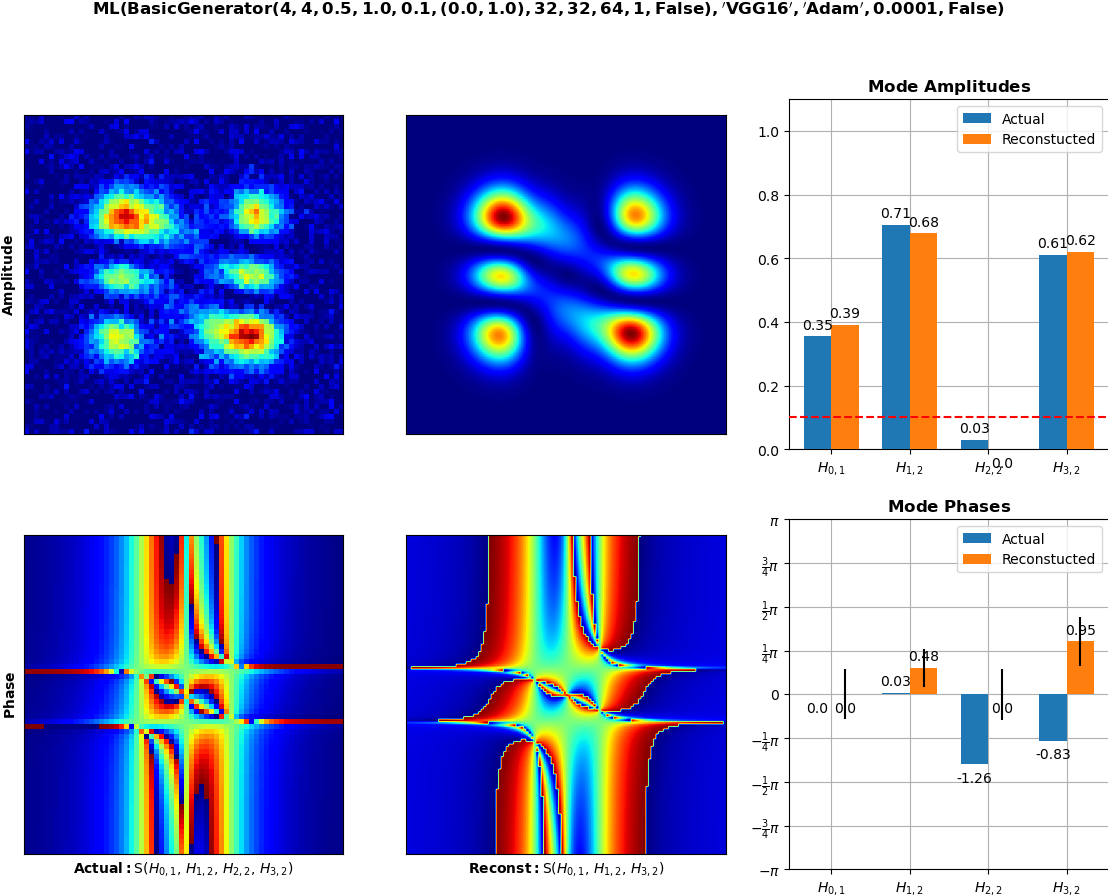 ML(BasicGenerator(4, 4, 0.5, 1.0, 0.1, (0.0, 1.0), 32, 32, 64, 1, False), 'VGG16', 'Adam', 0.0001, False)
Amplitude
Mode Amplitudes
Actual
Reconstucted
1.0
0.8
0.6
0.4
0.2
0.0
0.35
0.39
0.71
0.68
0.03
0.0
0.61
0.62
H0,1
H1,2
H2,2
H3,2
Phase
Actual: S(H0,1, H1,2, H2,2, H3,2)
Reconst: S(H0,1, H1,2, H3,2)
Mode Phases
Actual
Reconstucted
π
3/4π
1/2π
1/4π
0
−1/4π
−1/2π
−3/4π
−π
0.0
0.0
0.03
0.48
-1.26
0.0
-0.83
0.95
H0,1
H1,2
H2,2
H3,2